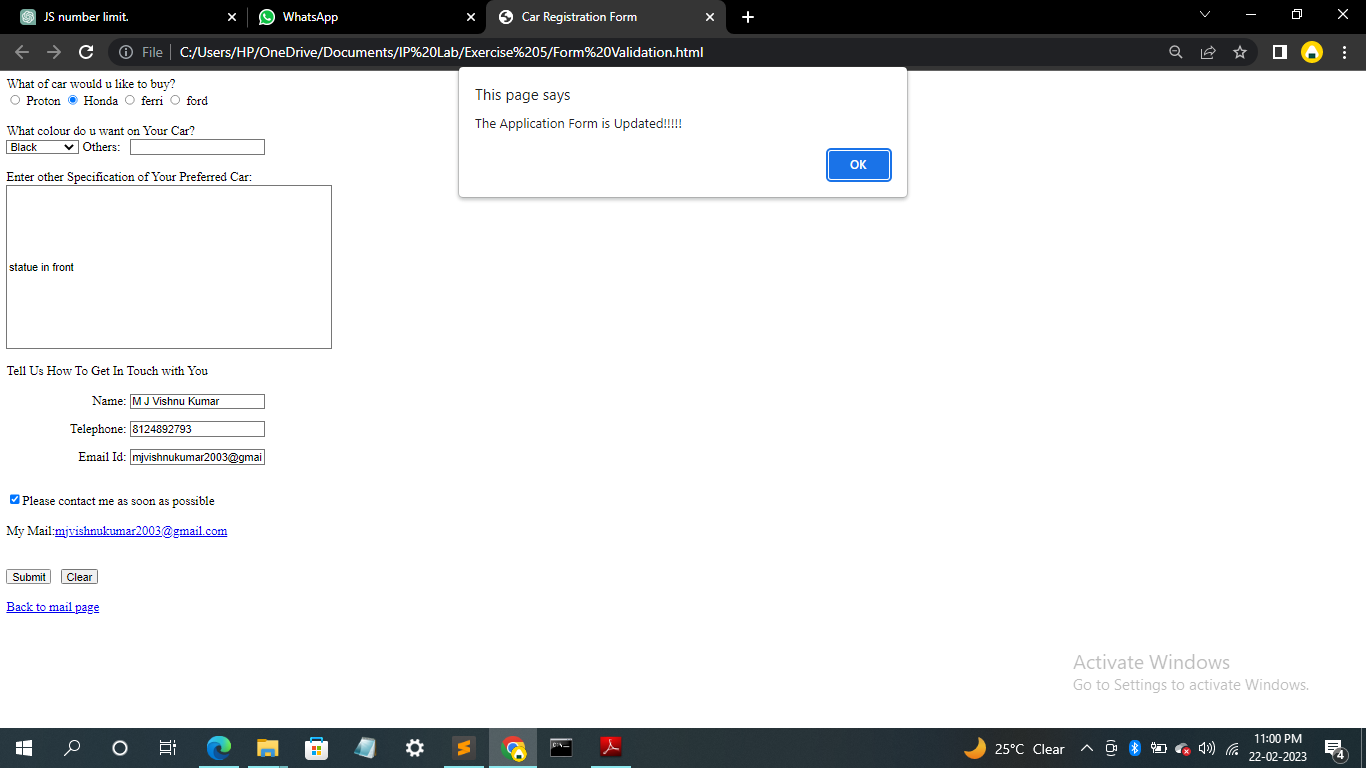 JS number limit.
WhatsApp
Car Registration Form
File
C:/Users/HP/OneDrive/Documents/IP%20Lab/Exercise%205/Form%20Validation.html
This page says
The Application Form is Updated!!!!!
OK
What of car would u like to buy?
Proton Honda ferri ford
What colour do u want on Your Car?
Black Others:
Enter other Specification of Your Preferred Car:
statue in front
Tell Us How To Get In Touch with You
Name: M J Vishnu Kumar
Telephone: 8124892793
Email Id: mjvishnukumar2003@gmai
Please contact me as soon as possible
My Mail:mjvishnukumar2003@gmail.com
Submit Clear
Back to mail page
Activate Windows
Go to Settings to activate Windows.
25°C Clear
11:00 PM
22-02-2023
4